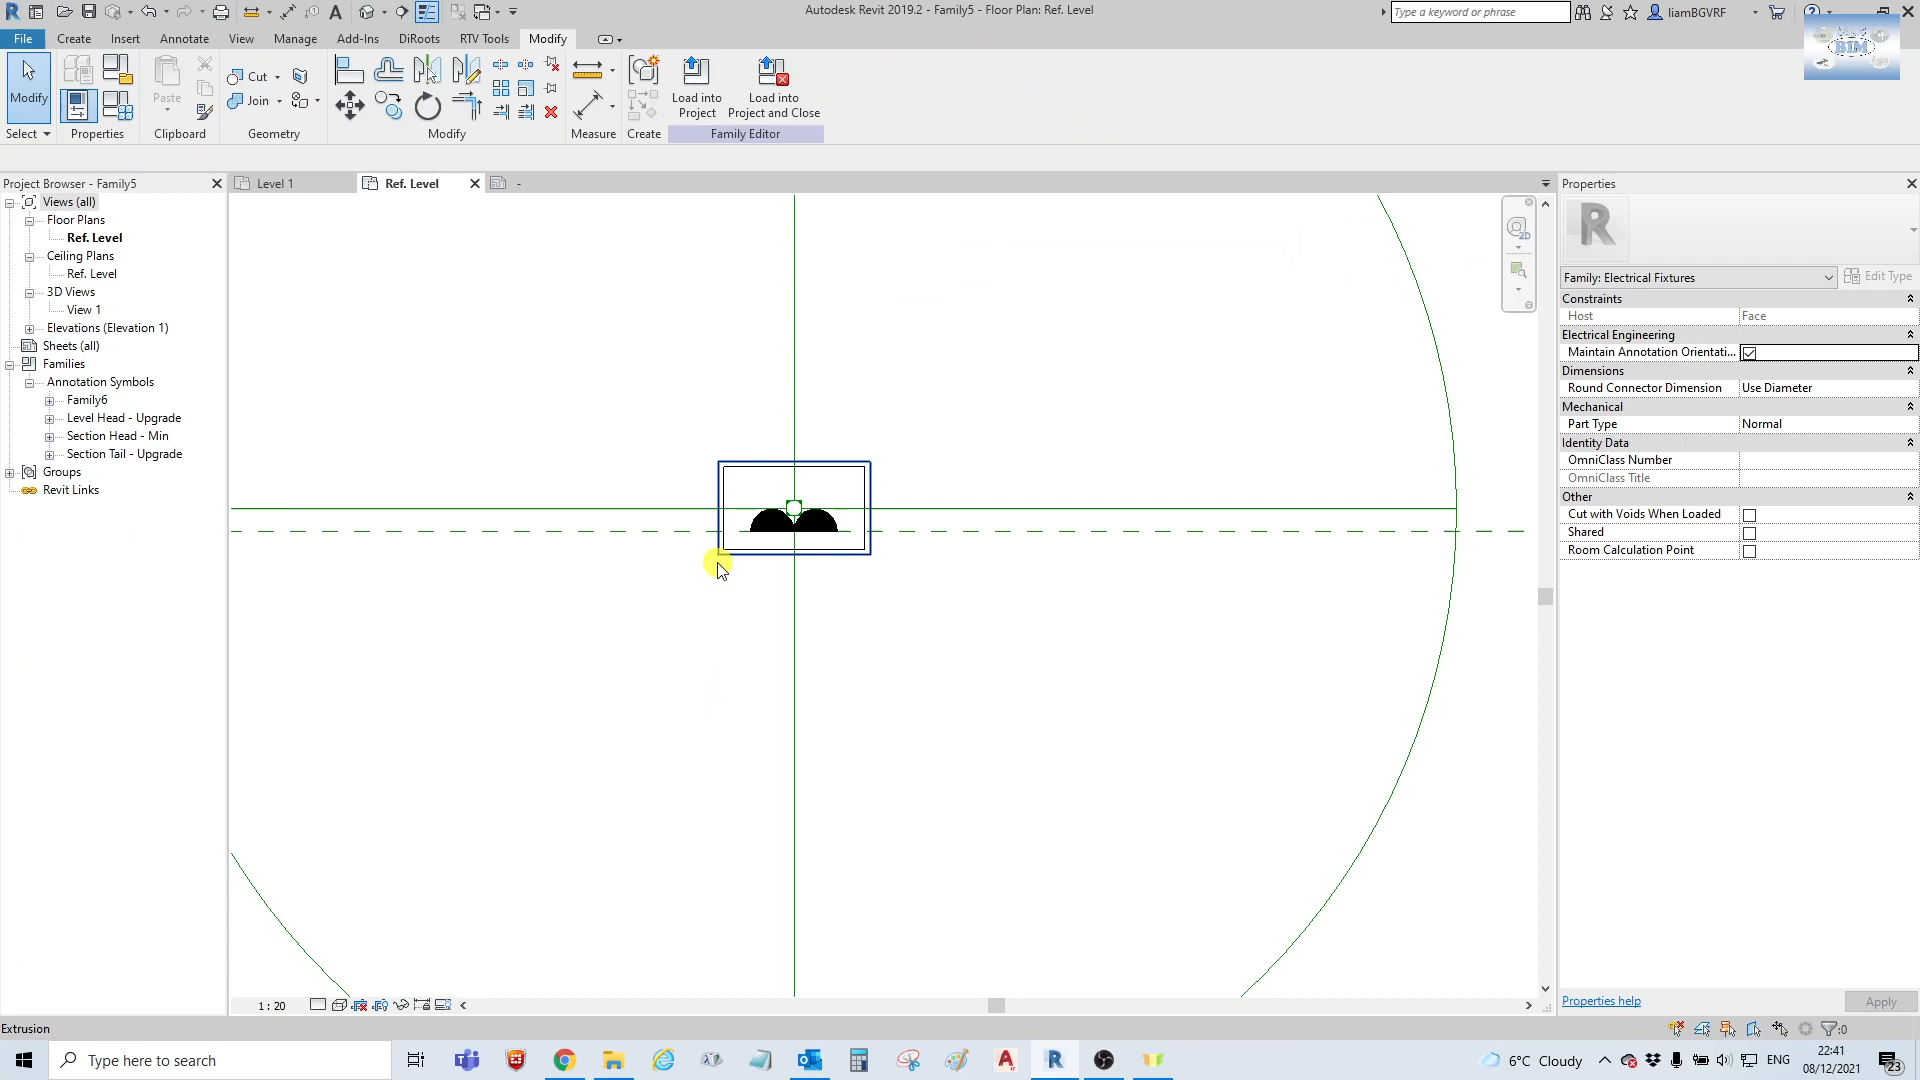 Autodesk Revit 2019.2 - Family5 - Floor Plan: Ref. Level
Type a keyword or phrase
liamBGVRF
File
Create
Insert
Annotate
View
Manage
Add-Ins
DiRoots
RTV Tools
Modify
BIM
Modify
Paste
Cut
Join
Load into
Project
Load into
Project and Close
Select
Properties
Clipboard
Geometry
Modify
Measure
Create
Family Editor
Project Browser - Family5
Level 1
Ref. Level
-
Properties
Views (all)
Floor Plans
Ref. Level
Ceiling Plans
Ref. Level
3D Views
View 1
Elevations (Elevation 1)
Sheets (all)
Families
Annotation Symbols
Family6
Level Head - Upgrade
Section Head - Min
Section Tail - Upgrade
Groups
Revit Links
2D
R
Family: Electrical Fixtures
Edit Type
Constraints
Host
Face
Electrical Engineering
Maintain Annotation Orientati...
Dimensions
Round Connector Dimension
Use Diameter
Mechanical
Part Type
Normal
Identity Data
OmniClass Number
OmniClass Title
Other
Cut with Voids When Loaded
Shared
Room Calculation Point
Properties help
Apply
1 : 20
Extrusion
:0
Type here to search
6°C Cloudy
ENG
22:41
08/12/2021
23